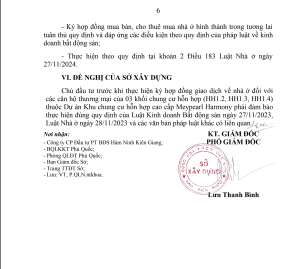 6
- Ký hợp đồng mua bán, cho thuê mua nhà ở hình thành trong tương lai
tuân thủ quy định và đáp ứng các điều kiện theo quy định của pháp luật về kinh
doanh bất động sản;
- Thực hiện theo quy định tại khoản 2 Điều 183 Luật Nhà ở ngày
27/11/2024.
VI. ĐỀ NGHỊ CỦA SỞ XÂY DỰNG
Chủ đầu tư trước khi thực hiện ký hợp đồng giao dịch về nhà ở đối với
các căn hộ thương mại của 03 khối chung cư hỗn hợp (HH1.2, HH1.3, HH1.4)
thuộc Dự án Khu chung cư hỗn hợp cao cấp Meypearl Harmony phải đảm bảo
thực hiện đúng quy định của Luật Kinh doanh Bất động sản ngày 27/11/2023,
Luật Nhà ở ngày 28/11/2023 và các văn bản pháp luật khác có liên quan./.
Nơi nhận:
- Công ty CP Đầu tư PT BĐS Hàm Ninh Kiên Giang;
- BQLKKT Phú Quốc;
- Phòng QLĐT Phú Quốc;
- Ban Giám đốc Sở;
- Trang TTĐT Sở;
- Lưu: VT, P.QLN.ntkhoa.
KT. GIÁM ĐỐC
PHÓ GIÁM ĐỐC
SỞ
XÂY DỰNG
Lưu Thanh Bình